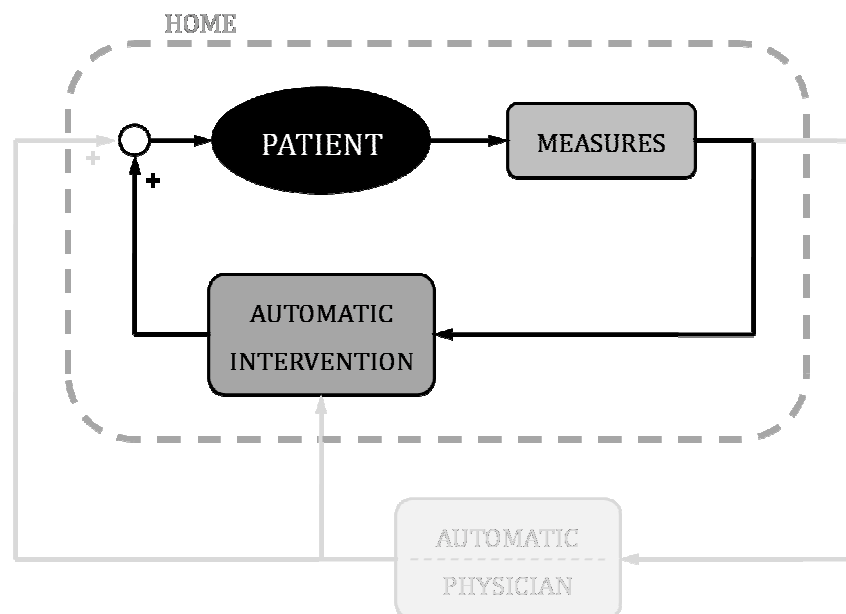 HOME
PATIENT
MEASURES
+
+
AUTOMATIC
INTERVENTION
AUTOMATIC
PHYSICIAN